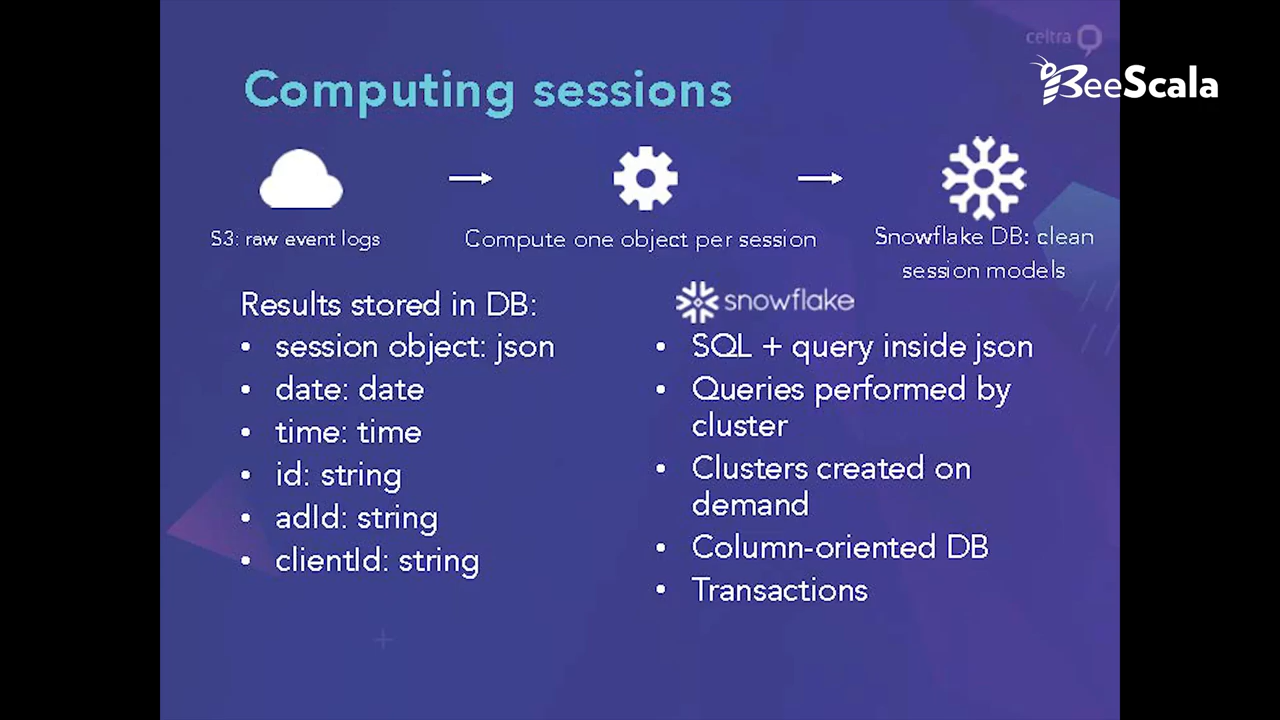 celtra
BeeScala
Computing sessions
S3: raw event logs
Compute one object per session
Snowflake DB: clean
session models
Results stored in DB:
• session object: json
• date: date
• time: time
• id: string
• adId: string
• clientId: string
snowflake
• SQL + query inside json
• Queries performed by
cluster
• Clusters created on
demand
• Column-oriented DB
• Transactions